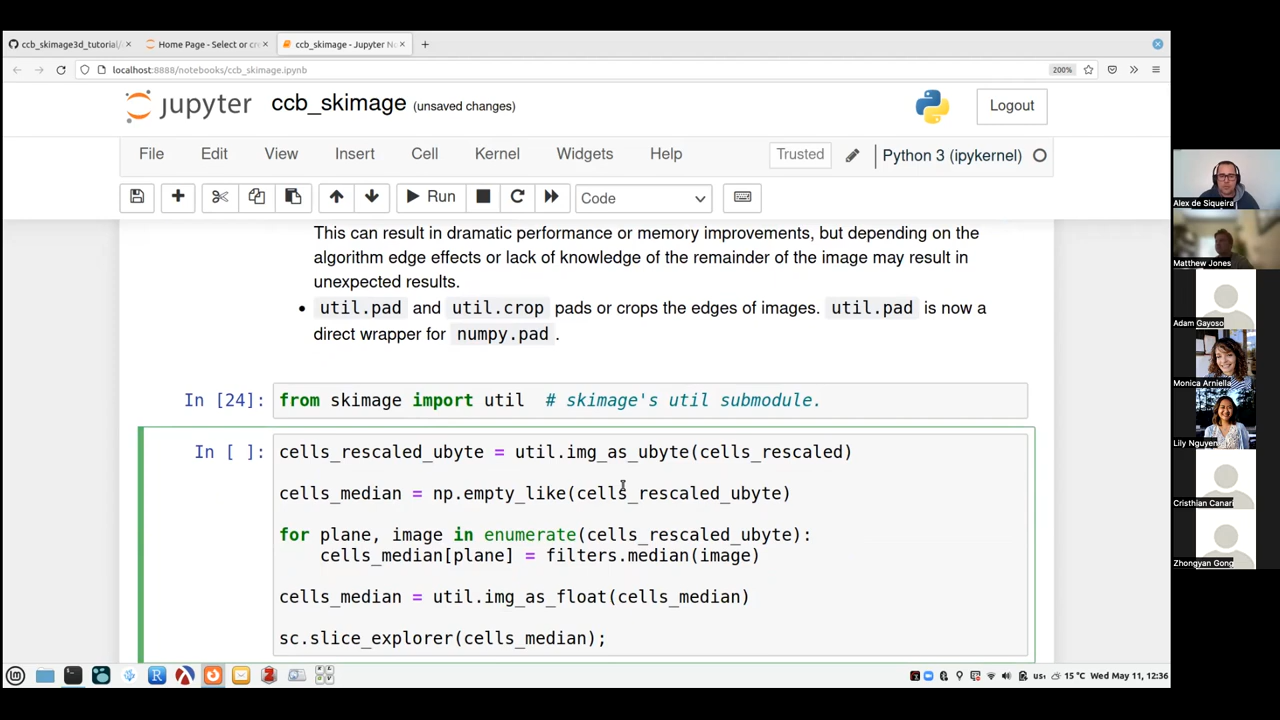 ccb_skimage3d_tutorial/
Home Page - Select or cre
ccb_skimage - Jupyter No
localhost:8888/notebooks/ccb_skimage.ipynb
200%
jupyter ccb_skimage (unsaved changes)
Logout
File Edit View Insert Cell Kernel Widgets Help
Trusted
Python 3 (ipykernel)
Run
Code
This can result in dramatic performance or memory improvements, but depending on the
algorithm edge effects or lack of knowledge of the remainder of the image may result in
unexpected results.
• util.pad and util.crop pads or crops the edges of images. util.pad is now a
direct wrapper for numpy.pad .
In [24]: from skimage import util # skimage's util submodule.
In [ ]: cells_rescaled_ubyte = util.img_as_ubyte(cells_rescaled)
cells_median = np.empty_like(cells_rescaled_ubyte)
for plane, image in enumerate(cells_rescaled_ubyte):
cells_median[plane] = filters.median(image)
cells_median = util.img_as_float(cells_median)
sc.slice_explorer(cells_median);
us
15 °C Wed May 11, 12:36
Alex de Siqueira
Matthew Jones
Adam Gayoso
Monica Arniella
Lily Nguyen
Cristhian Canari
Zhongyan Gong